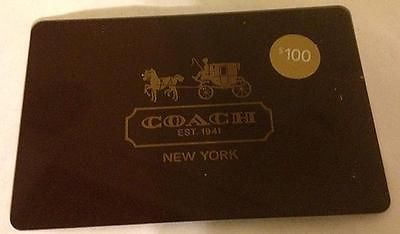 $100
COACH
EST. 1941
NEW YORK